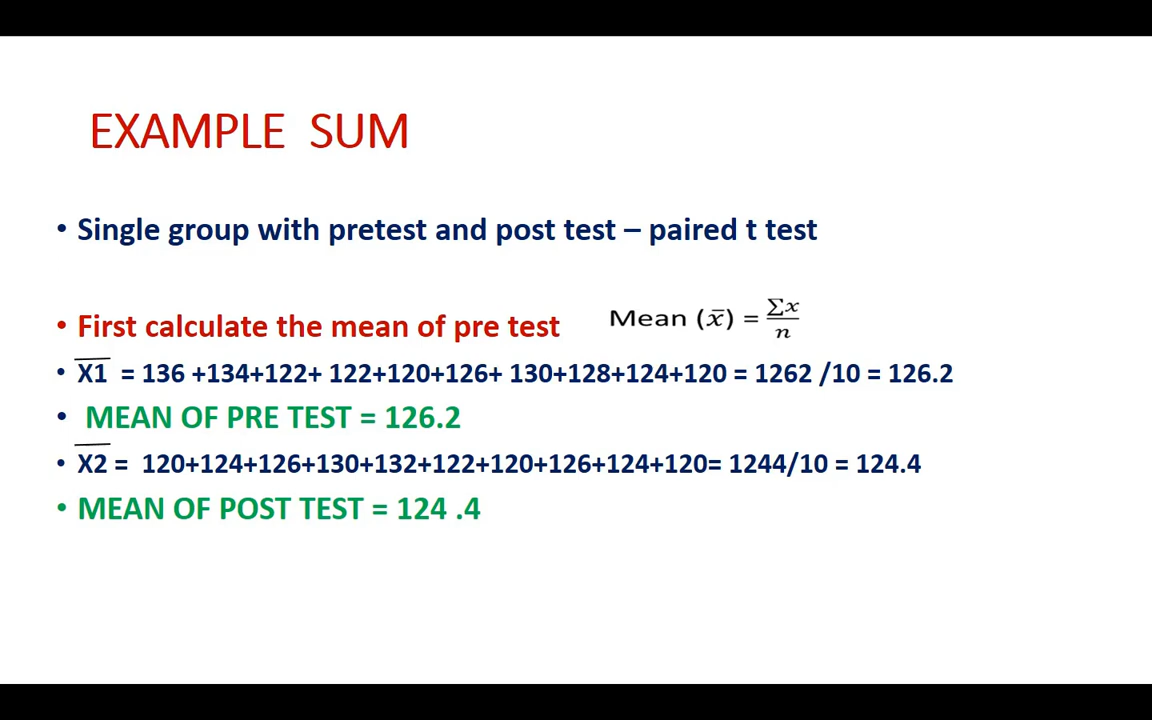 EXAMPLE SUM
• Single group with pretest and post test – paired t test
• First calculate the mean of pre test Mean (x̅) = ∑x/n
• X̅1̅ = 136 +134+122+ 122+120+126+ 130+128+124+120 = 1262 /10 = 126.2
• MEAN OF PRE TEST = 126.2
• X̅2̅ = 120+124+126+130+132+122+120+126+124+120= 1244/10 = 124.4
• MEAN OF POST TEST = 124 .4